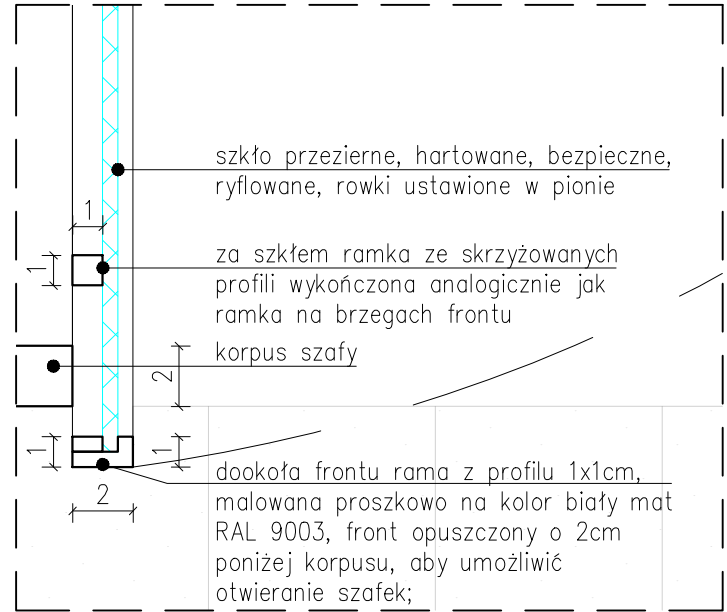 szkło przezierne, hartowane, bezpieczne,
ryflowane, rowki ustawione w pionie
1
za szkłem ramka ze skrzyżowanych
profili wykończona analogicznie jak
ramka na brzegach frontu
1
korpus szafy
2
1
1
dookoła frontu rama z profilu 1x1cm,
malowana proszkowo na kolor biały mat
RAL 9003, front opuszczony o 2cm
poniżej korpusu, aby umożliwić
otwieranie szafek;
2